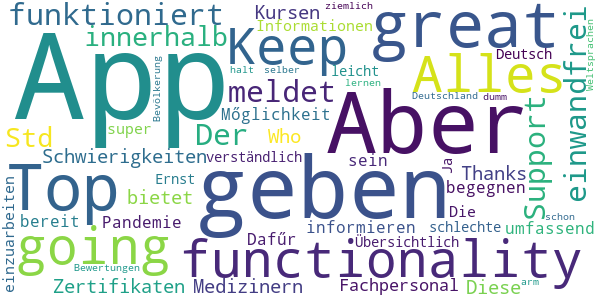 funktioniert
Kursen
ziemlich
great
Informationen
innerhalb
Keep
Deutsch
Weltsprachen
App
Bevölkerung
halt
selber
leicht
Alles
einwandfrei
super
meldet
lernen
Deutschland
dumm
Aber
Std
Der
Möglichkeit
Who
Support
Schwierigkeiten
verständlich
sein
Ja
Top
geben
Ernst
Thanks
einzuarbeiten
bietet
begegnen
bereit
Pandemie
Die
informieren
schlechte
umfassend
schon
going
Dafűr
Übersichtlich
functionality
Bewertungen
Zertifikaten
Medizinern
Fachpersonal
Diese
arm